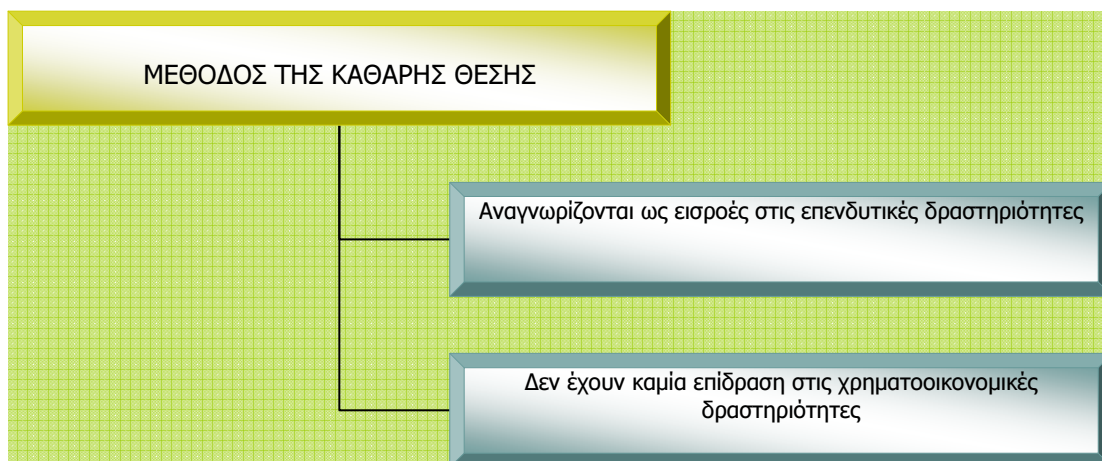 ΜΕΘΟΔΟΣ ΤΗΣ ΚΑΘΑΡΗΣ ΘΕΣΗΣ
Αναγνωρίζονται ως εισροές στις επενδυτικές δραστηριότητες
Δεν έχουν καμία επίδραση στις χρηματοοικονομικές
δραστηριότητες